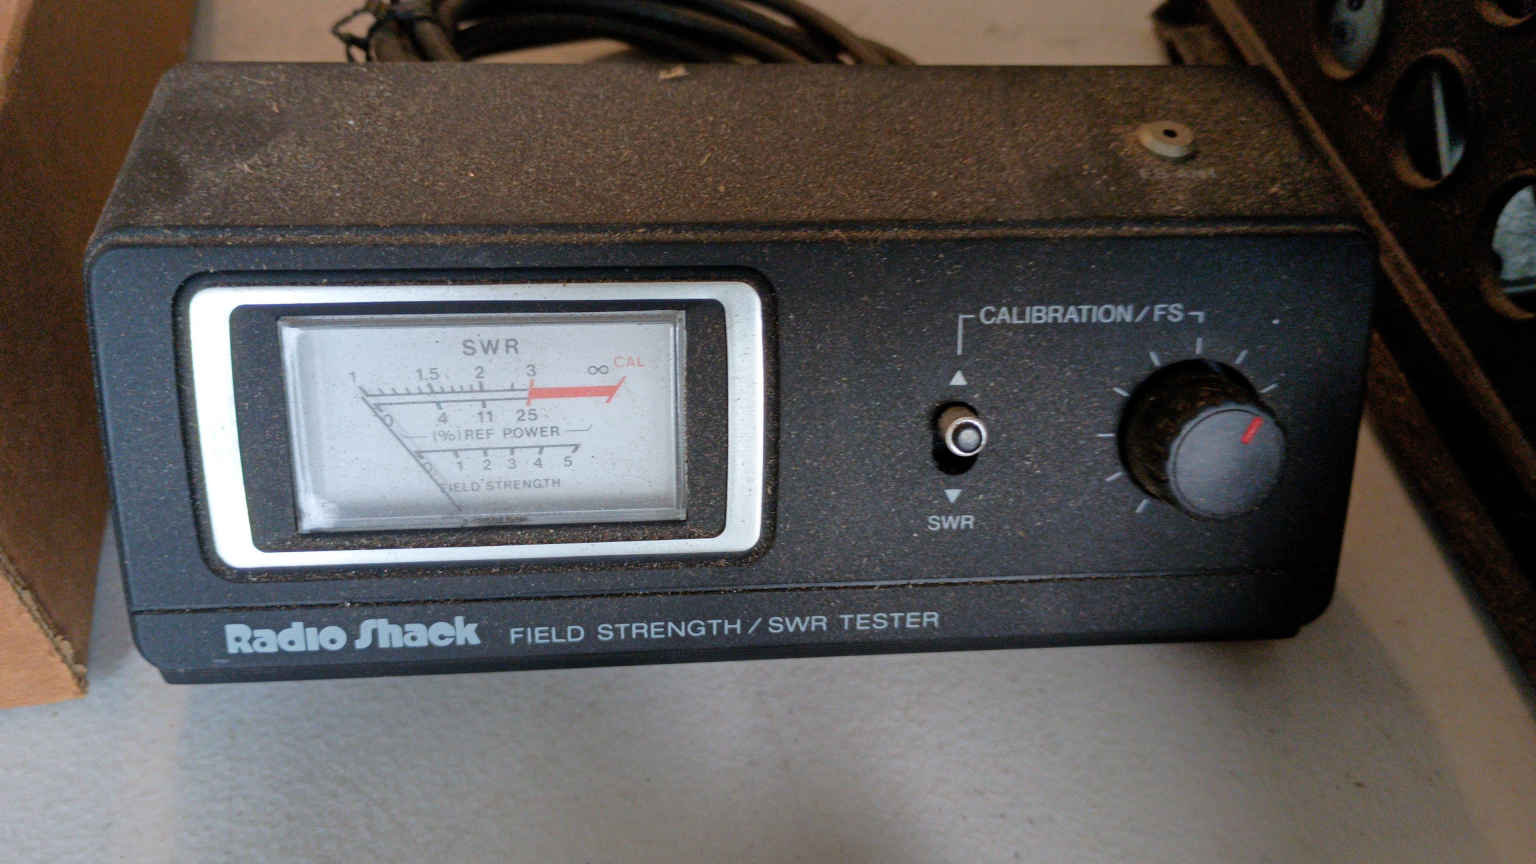 SWR
CAL
1 1.5 2 3 ∞
0 4 11 25
(%) REF POWER
0 1 2 3 4 5
FIELD STRENGTH
CALIBRATION/FS
SWR
Radio Shack FIELD STRENGTH/SWR TESTER